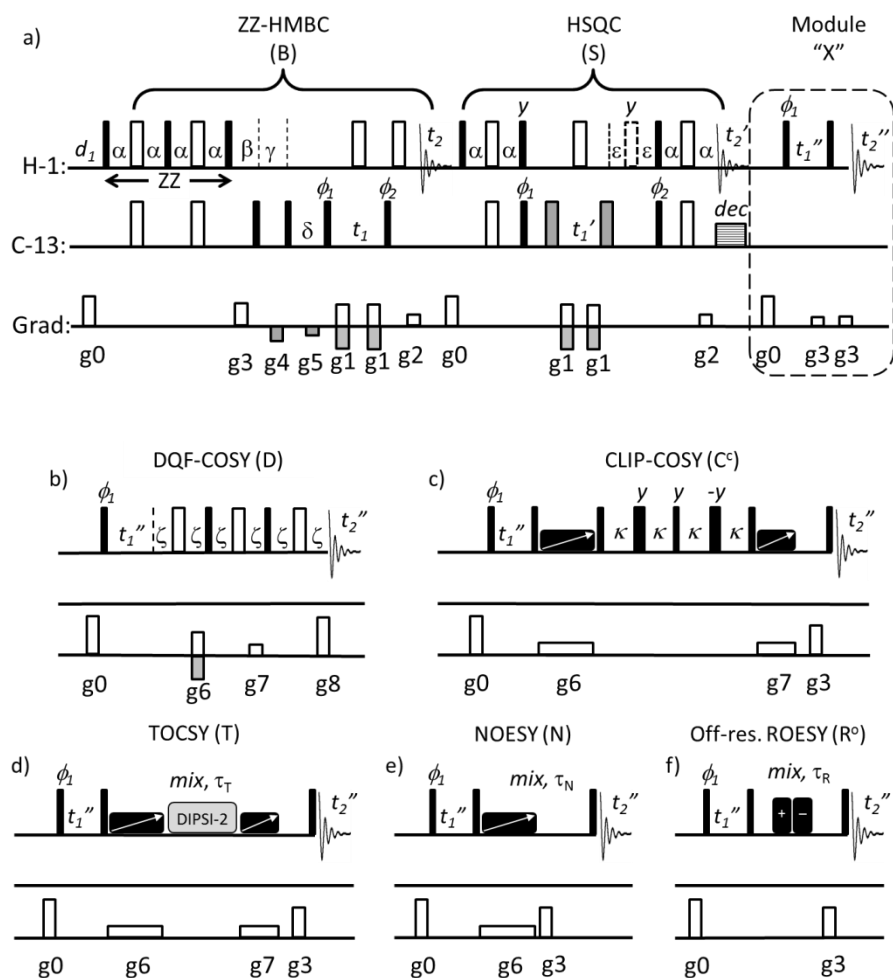 a)
ZZ-HMBC
(B)
HSQC
(S)
Module
“X”
H-1: d1 α α α α β γ t2 α α y ε y ε α α t2’ ϕ1 t1” t2”
ZZ
C-13: δ ϕ1 t1 ϕ2 ϕ1 t1’ ϕ2 dec
Grad:
g0 g3 g4 g5 g1 g1 g2 g0 g1 g1 g2 g0 g3 g3
b)
DQF-COSY (D)
ϕ1 t1” ζ ζ ζ ζ ζ ζ t2”
g0 g6 g7 g8
c)
CLIP-COSY (Cᶜ)
ϕ1 t1” κ y κ y κ -y κ t2”
g0 g6 g7 g3
d)
TOCSY (T)
ϕ1 t1” mix, τT t2”
DIPSI-2
g0 g6 g7 g3
e)
NOESY (N)
ϕ1 t1” mix, τN t2”
g0 g6 g3
f)
Off-res. ROESY (Rᵒ)
ϕ1 t1” mix, τR t2”
+ −
g0 g3